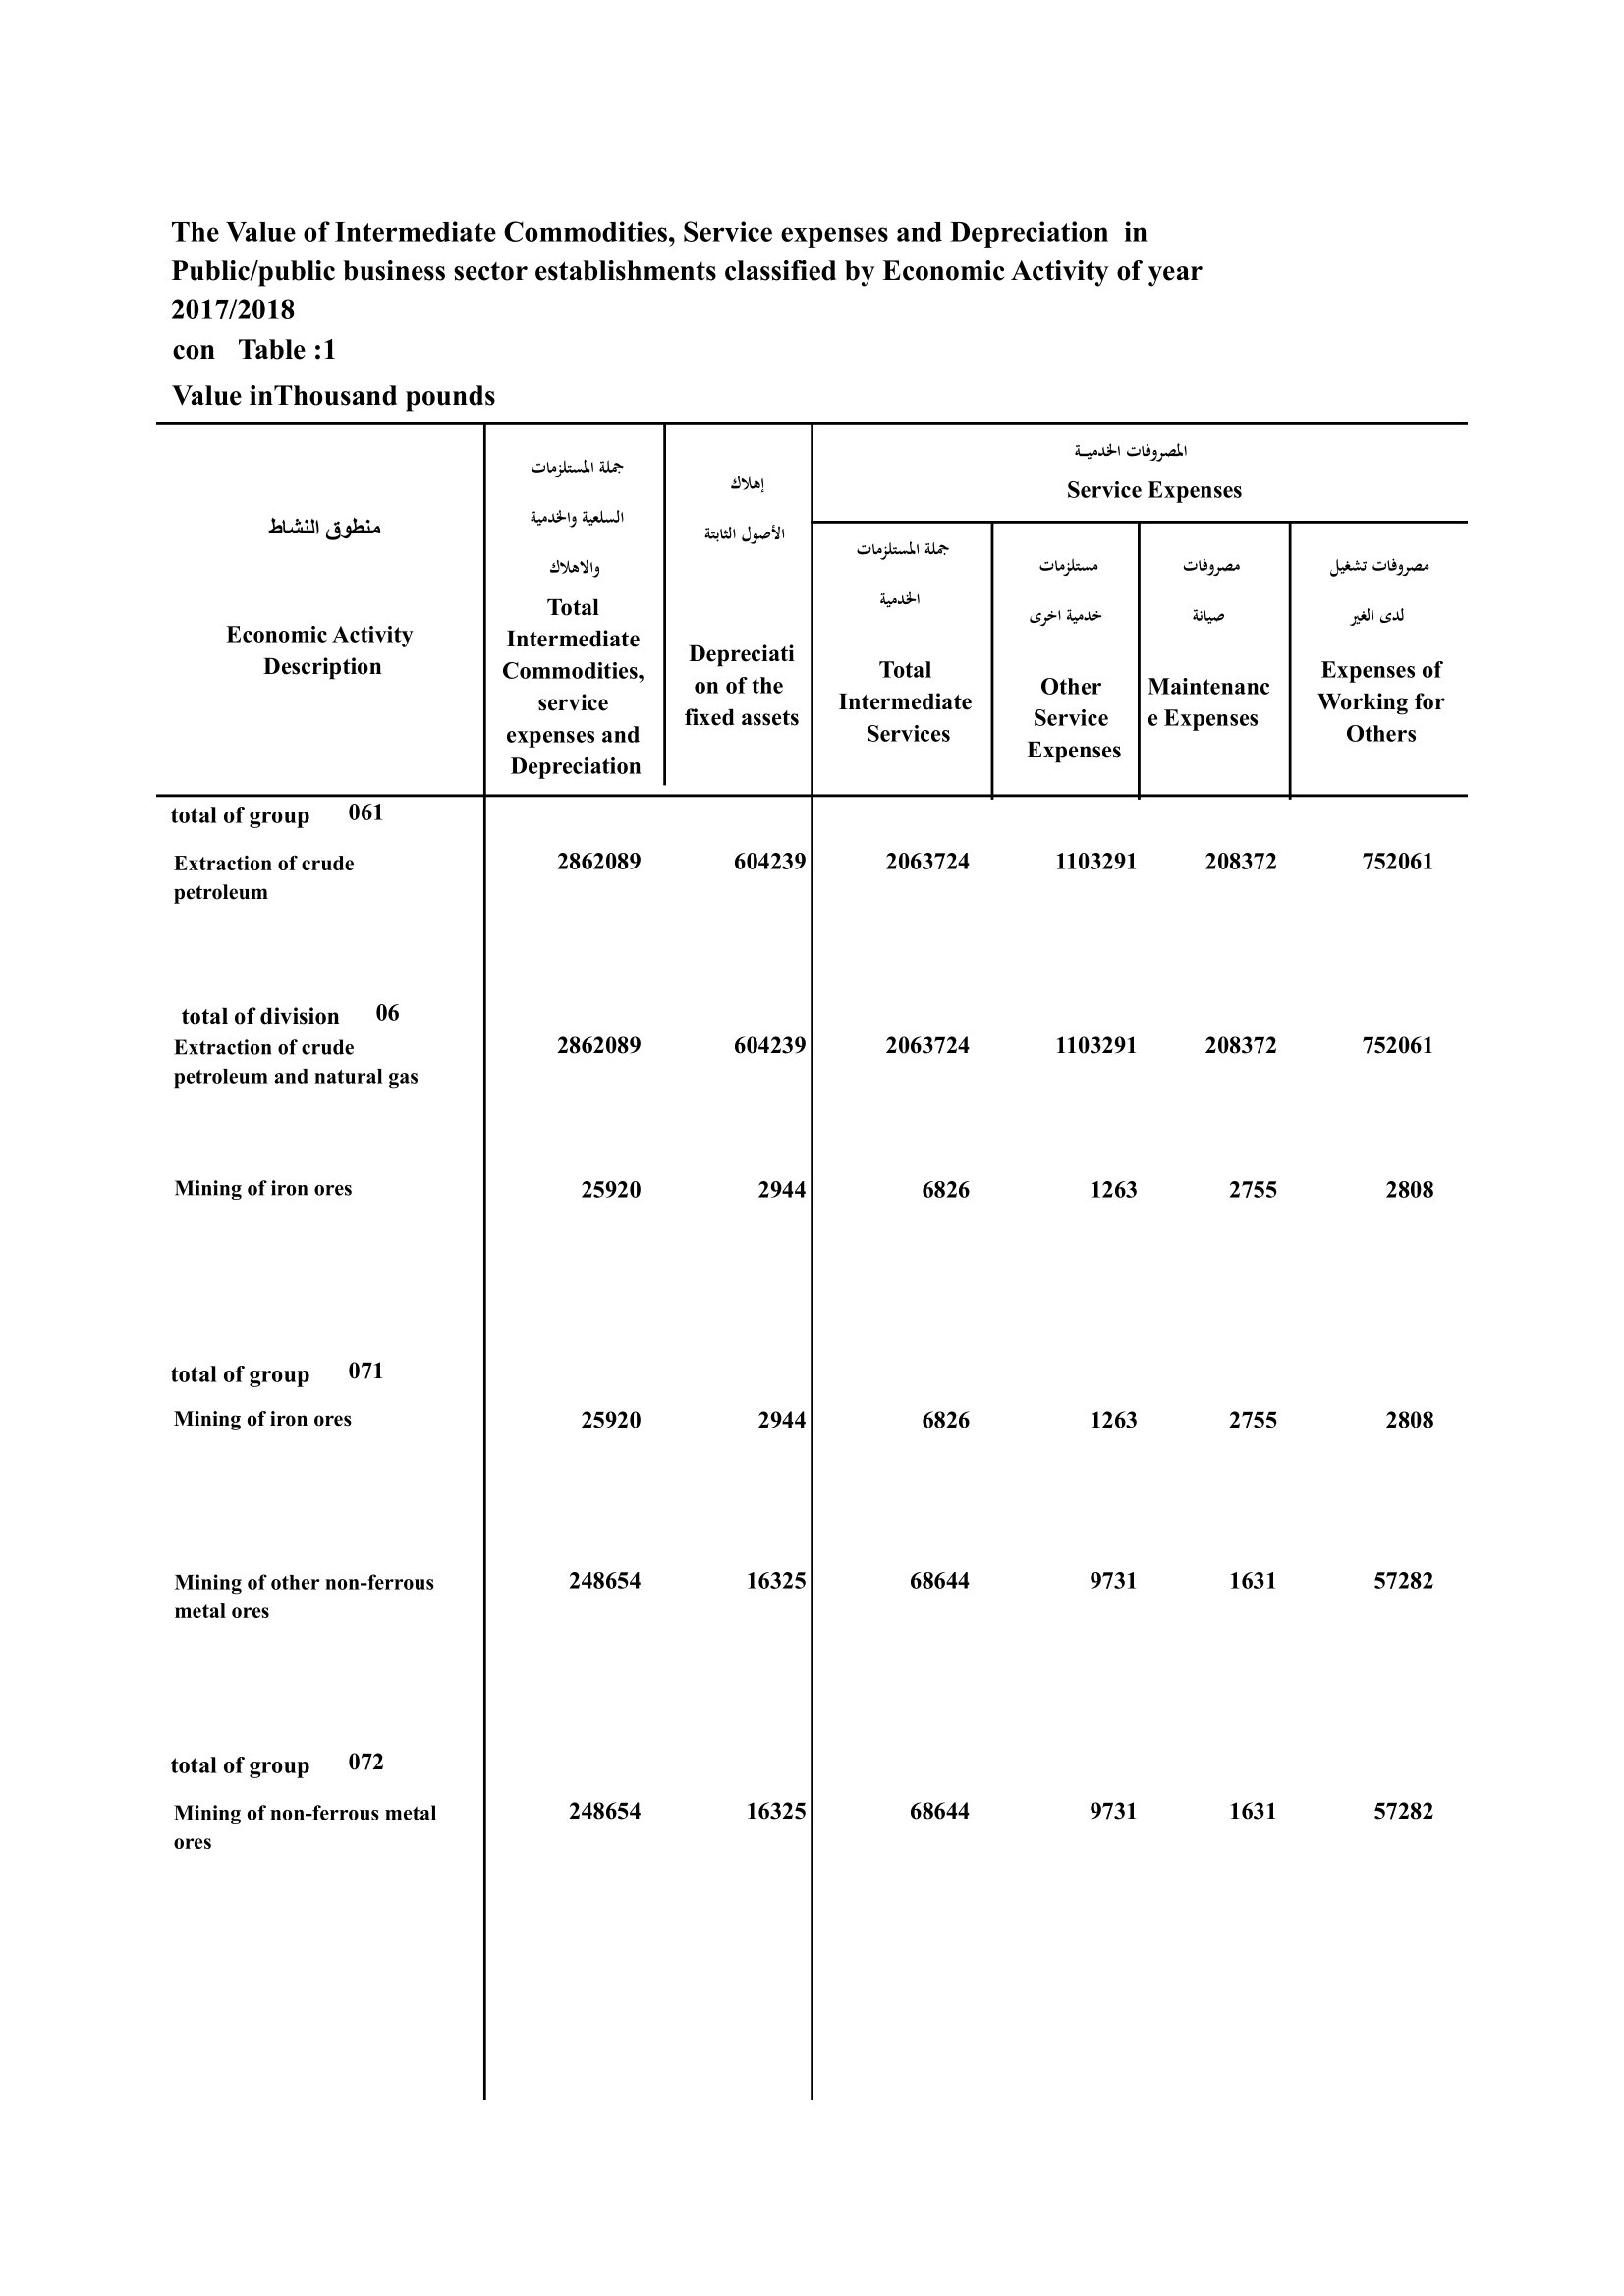 The Value of Intermediate Commodities, Service expenses and Depreciation in
Public/public business sector establishments classified by Economic Activity of year
2017/2018
con Table :1
Value inThousand pounds
منطوق النشاط
Economic Activity
Description
جملة المستلزمات
السلعية والخدمية
والاهلاك
Total
Intermediate
Commodities,
service
expenses and
Depreciation
إهلاك
الأصول الثابتة
Depreciati
on of the
fixed assets
المصروفات الخدميـة
Service Expenses
جملة المستلزمات
الخدمية
Total
Intermediate
Services
مستلزمات
خدمية اخرى
Other
Service
Expenses
مصروفات
صيانة
Maintenanc
e Expenses
مصروفات تشغيل
لدى الغير
Expenses of
Working for
Others
total of group 061
Extraction of crude 2862089 604239 2063724 1103291 208372 752061
petroleum
total of division 06
Extraction of crude 2862089 604239 2063724 1103291 208372 752061
petroleum and natural gas
Mining of iron ores 25920 2944 6826 1263 2755 2808
total of group 071
Mining of iron ores 25920 2944 6826 1263 2755 2808
Mining of other non-ferrous 248654 16325 68644 9731 1631 57282
metal ores
total of group 072
Mining of non-ferrous metal 248654 16325 68644 9731 1631 57282
ores